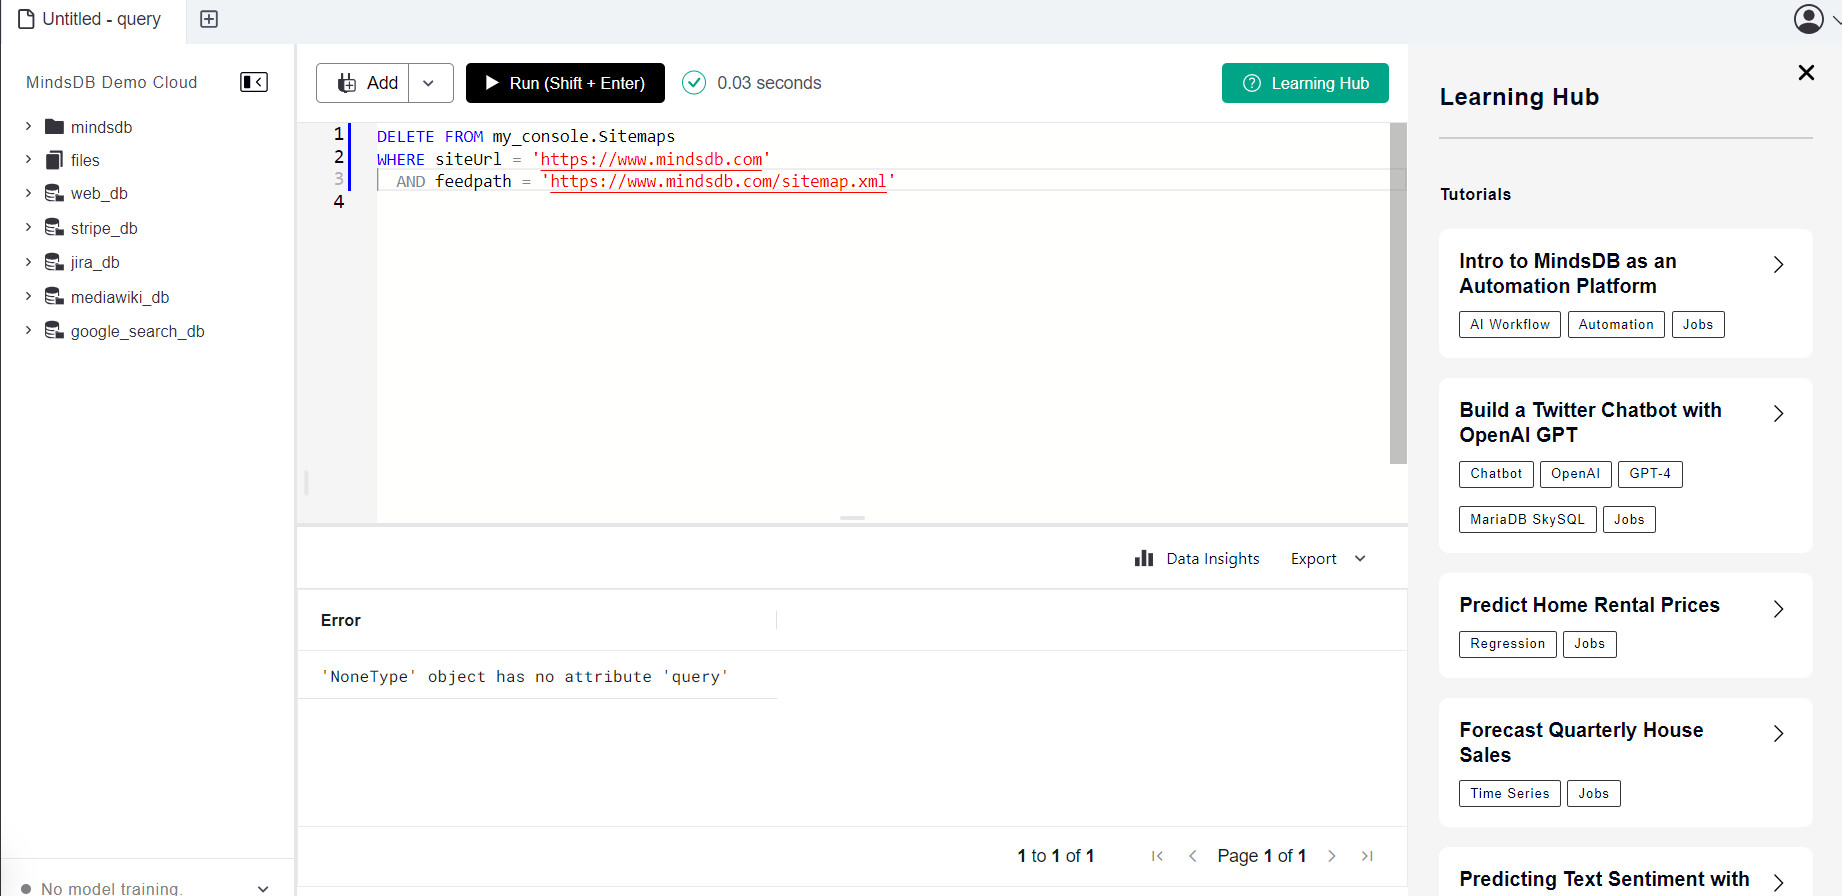 Untitled - query
MindsDB Demo Cloud
mindsdb
files
web_db
stripe_db
jira_db
mediawiki_db
google_search_db
No model training.
Add
Run (Shift + Enter)
0.03 seconds
Learning Hub
1 DELETE FROM my_console.Sitemaps
2 WHERE siteUrl = 'https://www.mindsdb.com'
3 AND feedpath = 'https://www.mindsdb.com/sitemap.xml'
4
Data Insights
Export
Error
'NoneType' object has no attribute 'query'
1 to 1 of 1
Page 1 of 1
Learning Hub
Tutorials
Intro to MindsDB as an
Automation Platform
AI Workflow
Automation
Jobs
Build a Twitter Chatbot with
OpenAI GPT
Chatbot
OpenAI
GPT-4
MariaDB SkySQL
Jobs
Predict Home Rental Prices
Regression
Jobs
Forecast Quarterly House
Sales
Time Series
Jobs
Predicting Text Sentiment with